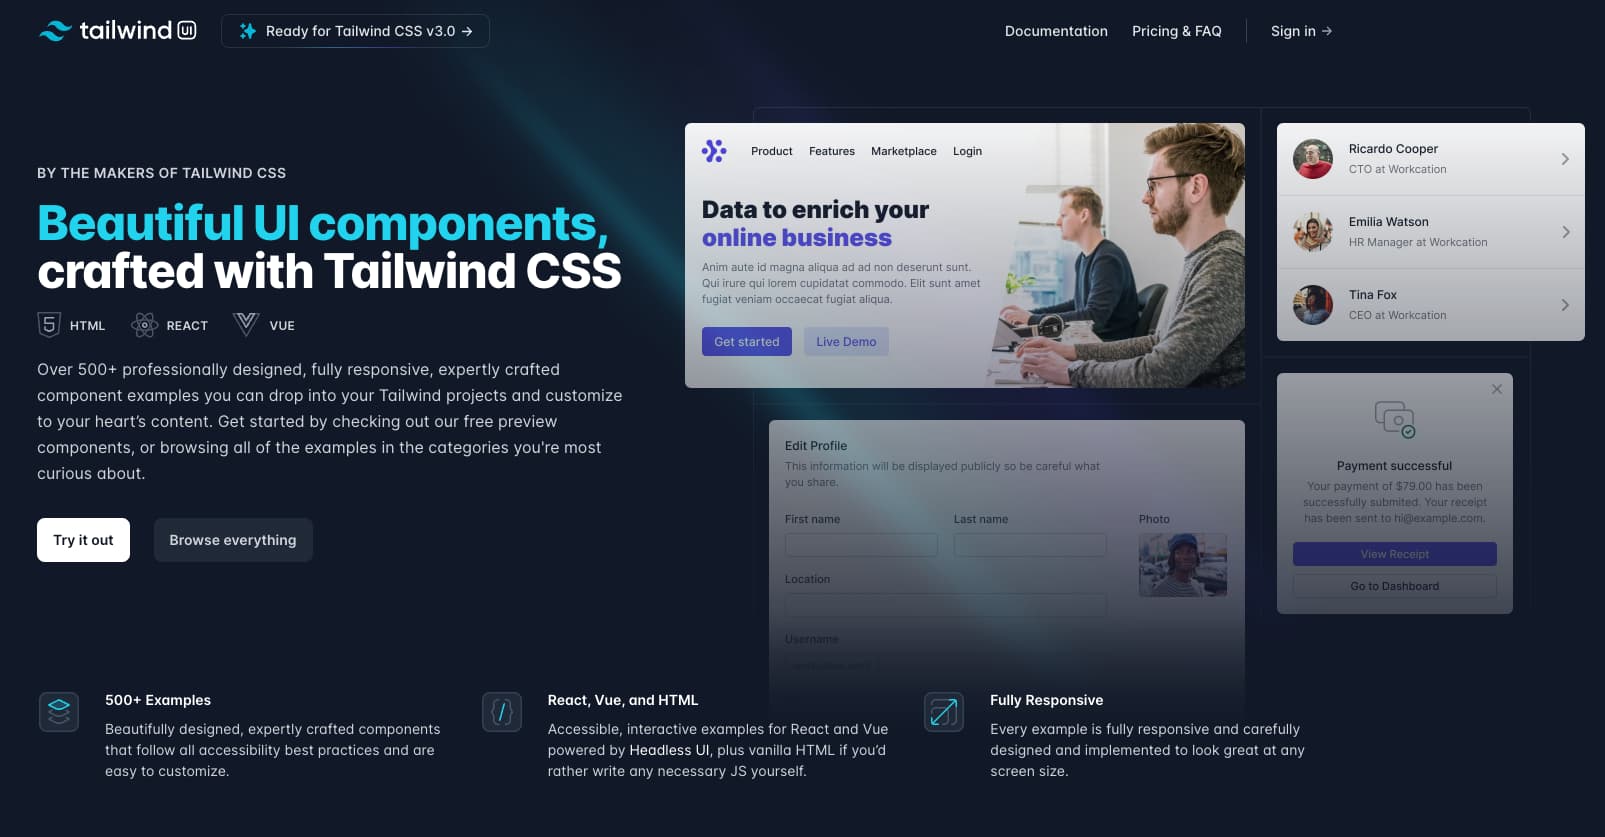 tailwind UI
Ready for Tailwind CSS v3.0 →
Documentation
Pricing & FAQ
Sign in →
BY THE MAKERS OF TAILWIND CSS
Beautiful UI components,
crafted with Tailwind CSS
HTML
REACT
VUE
Over 500+ professionally designed, fully responsive, expertly crafted
component examples you can drop into your Tailwind projects and customize
to your heart’s content. Get started by checking out our free preview
components, or browsing all of the examples in the categories you're most
curious about.
Try it out
Browse everything
Product
Features
Marketplace
Login
Data to enrich your
online business
Anim aute id magna aliqua ad ad non deserunt sunt.
Qui irure qui lorem cupidatat commodo. Elit sunt amet
fugiat veniam occaecat fugiat aliqua.
Get started
Live Demo
Ricardo Cooper
CTO at Workcation
Emilia Watson
HR Manager at Workcation
Tina Fox
CEO at Workcation
Edit Profile
This information will be displayed publicly so be careful what
you share.
First name
Last name
Photo
Location
Username
Payment successful
Your payment of $79.00 has been
successfully submited. Your receipt
has been sent to hi@example.com.
View Receipt
Go to Dashboard
500+ Examples
Beautifully designed, expertly crafted components
that follow all accessibility best practices and are
easy to customize.
React, Vue, and HTML
Accessible, interactive examples for React and Vue
powered by Headless UI, plus vanilla HTML if you’d
rather write any necessary JS yourself.
Fully Responsive
Every example is fully responsive and carefully
designed and implemented to look great at any
screen size.